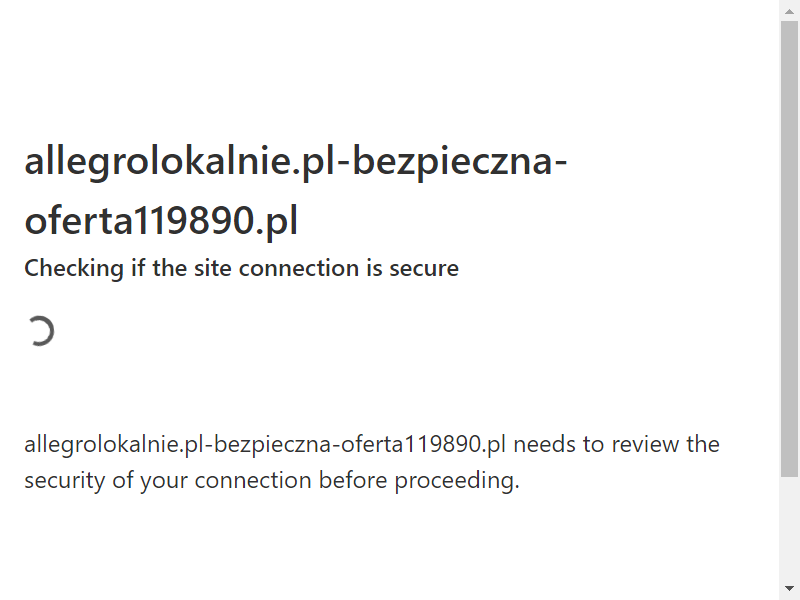 allegrolokalnie.pl-bezpieczna-
oferta119890.pl
Checking if the site connection is secure
allegrolokalnie.pl-bezpieczna-oferta119890.pl needs to review the
security of your connection before proceeding.